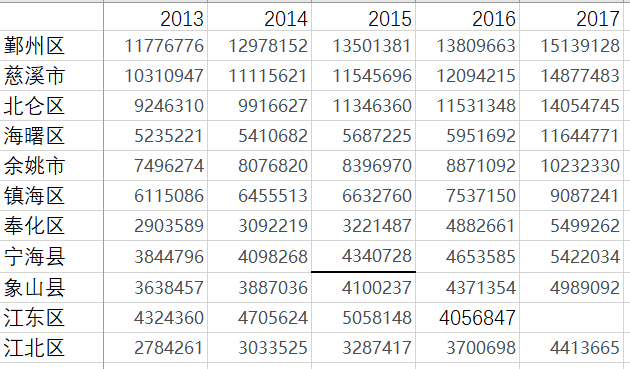 2013 2014 2015 2016 2017
鄞州区 11776776 12978152 13501381 13809663 15139128
慈溪市 10310947 11115621 11545696 12094215 14877483
北仑区 9246310 9916627 11346360 11531348 14054745
海曙区 5235221 5410682 5687225 5951692 11644771
余姚市 7496274 8076820 8396970 8871092 10232330
镇海区 6115086 6455513 6632760 7537150 9087241
奉化区 2903589 3092219 3221487 4882661 5499262
宁海县 3844796 4098268 4340728 4653585 5422034
象山县 3638457 3887036 4100237 4371354 4989092
江东区 4324360 4705624 5058148 4056847
江北区 2784261 3033525 3287417 3700698 4413665